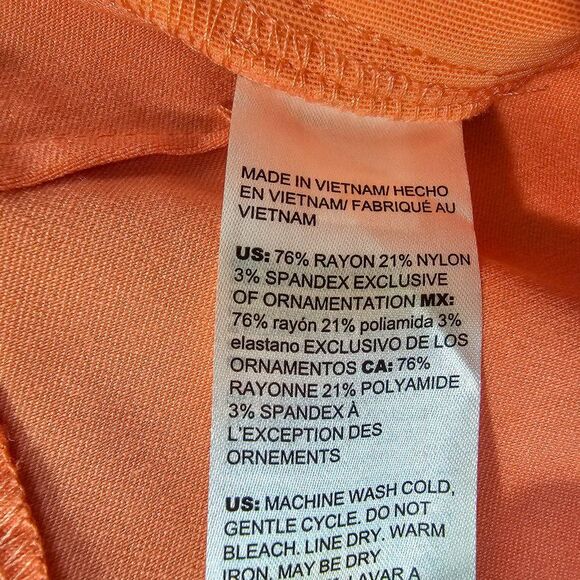 MADE IN VIETNAM/ HECHO
EN VIETNAM/ FABRIQUÉ AU
VIETNAM
US: 76% RAYON 21% NYLON
3% SPANDEX EXCLUSIVE
OF ORNAMENTATION MX:
76% rayón 21% poliamida 3%
elastano EXCLUSIVO DE LOS
ORNAMENTOS CA: 76%
RAYONNE 21% POLYAMIDE
3% SPANDEX À
L'EXCEPTION DES
ORNEMENTS
US: MACHINE WASH COLD,
GENTLE CYCLE. DO NOT
BLEACH. LINE DRY. WARM
IRON. MAY BE DRY
LAVAR A